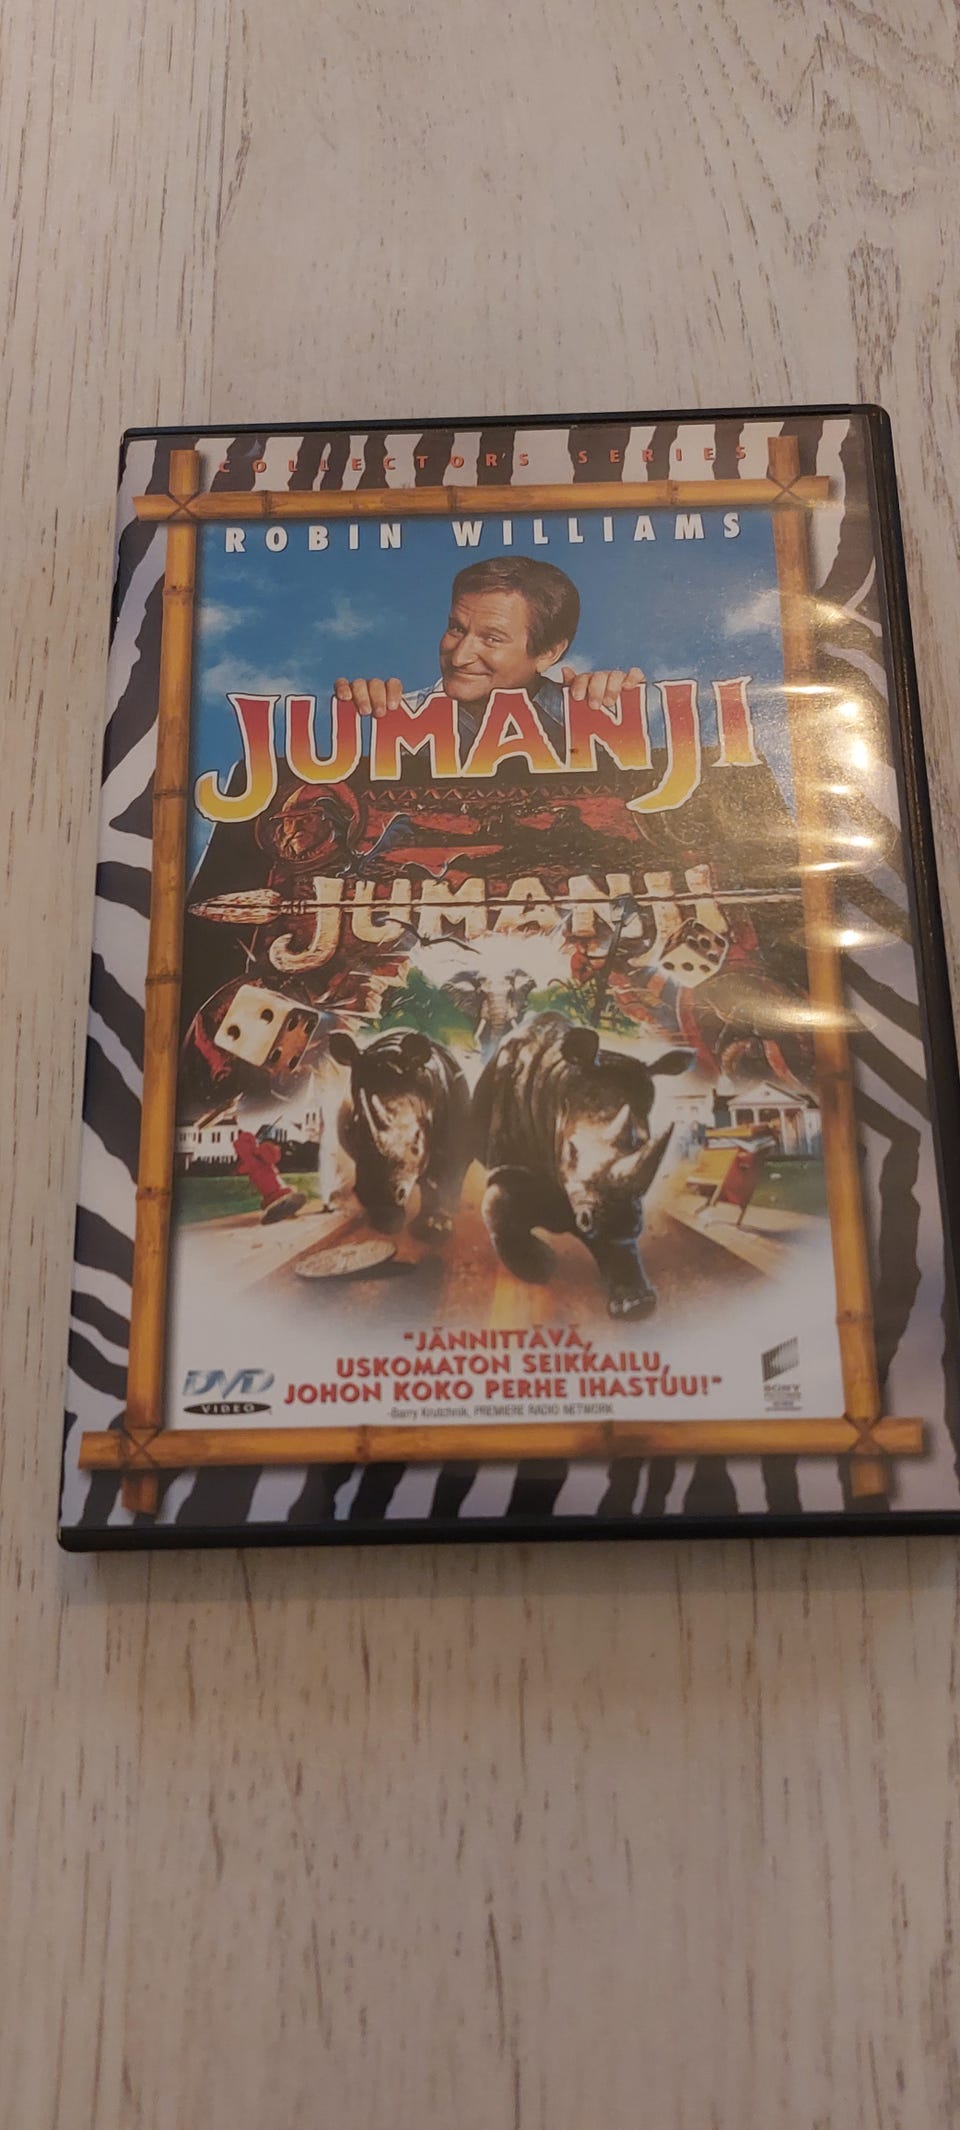 COLLECTOR'S SERIES
ROBIN WILLIAMS
JUMANJI
JUMANJI
"JÄNNITTÄVÄ,
USKOMATON SEIKKAILU,
JOHON KOKO PERHE IHASTUU!"
-Barry Krutchnik, PREMIERE RADIO NETWORK
DVD
VIDEO
SONY